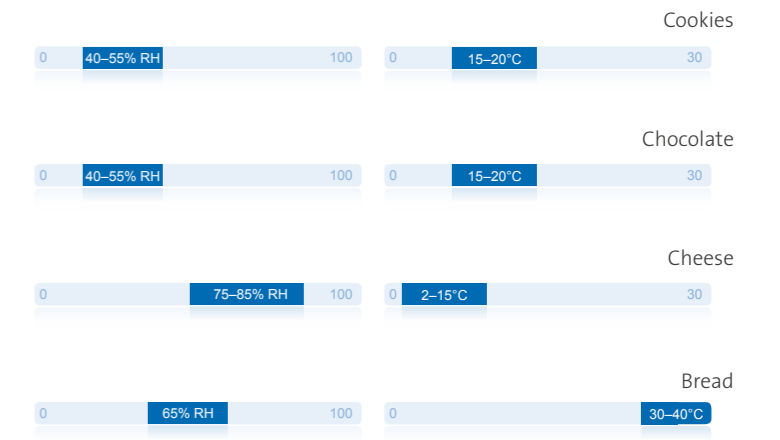 Cookies
0 40–55% RH 100 0 15–20°C 30
Chocolate
0 40–55% RH 100 0 15–20°C 30
Cheese
0 75–85% RH 100 0 2–15°C 30
Bread
0 65% RH 100 0 30–40°C